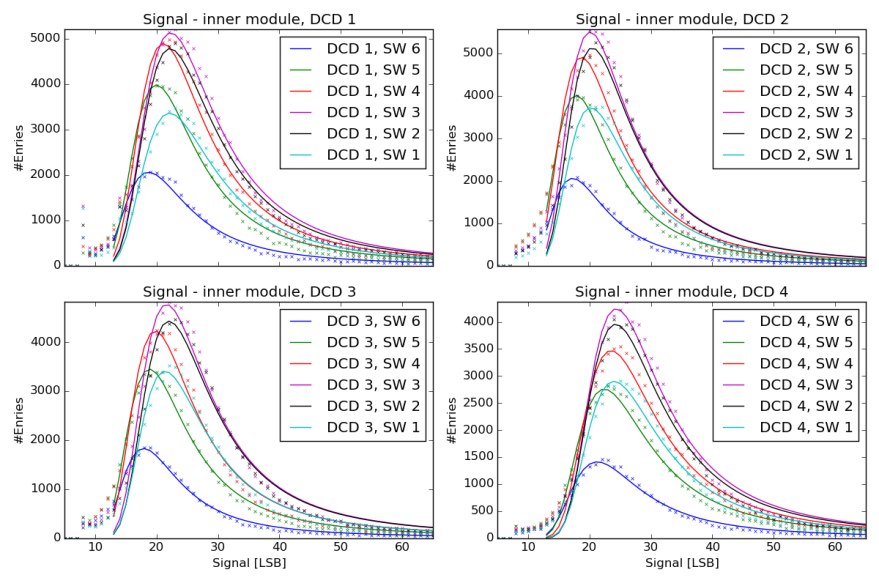 Signal - inner module, DCD 1
5000
4000
3000
2000
1000
0
#Enries
DCD 1, SW 6
DCD 1, SW 5
DCD 1, SW 4
DCD 1, SW 3
DCD 1, SW 2
DCD 1, SW 1
Signal - inner module, DCD 2
5000
4000
3000
2000
1000
0
#Enries
DCD 2, SW 6
DCD 2, SW 5
DCD 2, SW 4
DCD 2, SW 3
DCD 2, SW 2
DCD 2, SW 1
Signal - inner module, DCD 3
4000
3000
2000
1000
0
#Enries
DCD 3, SW 6
DCD 3, SW 5
DCD 3, SW 4
DCD 3, SW 3
DCD 3, SW 2
DCD 3, SW 1
10 20 30 40 50 60
Signal [LSB]
Signal - inner module, DCD 4
4000
3500
3000
2500
2000
1500
1000
500
0
#Enries
DCD 4, SW 6
DCD 4, SW 5
DCD 4, SW 4
DCD 4, SW 3
DCD 4, SW 2
DCD 4, SW 1
10 20 30 40 50 60
Signal [LSB]